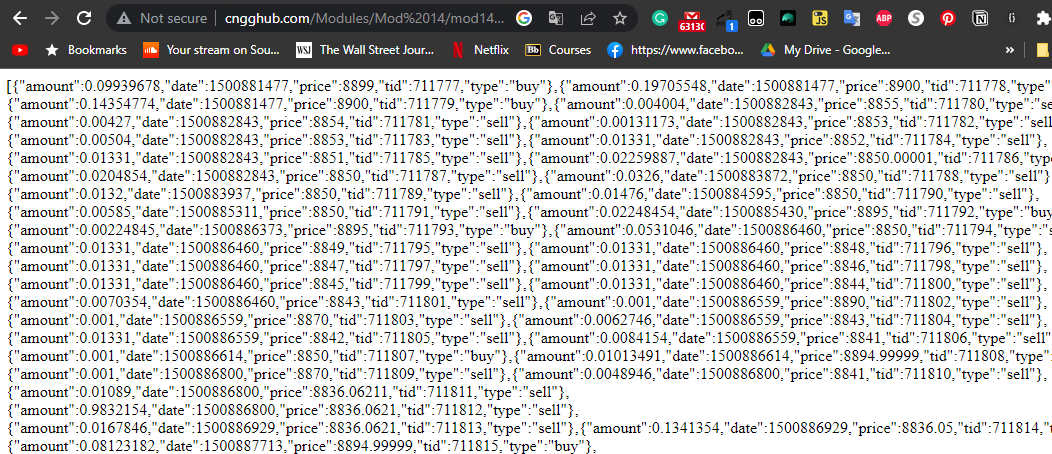 Not secure | cngghub.com/Modules/Mod%2014/mod14...
63130
1
JS
ABP
S
Bookmarks
Your stream on Sou...
WSJ The Wall Street Jour...
Netflix
Bb Courses
https://www.facebo...
My Drive - Google...
»
[{"amount":0.09939678,"date":1500881477,"price":8899,"tid":711777,"type":"buy"},{"amount":0.19705548,"date":1500881477,"price":8900,"tid":711778,"type
{"amount":0.14354774,"date":1500881477,"price":8900,"tid":711779,"type":"buy"},{"amount":0.004004,"date":1500882843,"price":8855,"tid":711780,"type":"se
{"amount":0.00427,"date":1500882843,"price":8854,"tid":711781,"type":"sell"},{"amount":0.00131173,"date":1500882843,"price":8853,"tid":711782,"type":"sell
{"amount":0.00504,"date":1500882843,"price":8853,"tid":711783,"type":"sell"},{"amount":0.01331,"date":1500882843,"price":8852,"tid":711784,"type":"sell"},
{"amount":0.01331,"date":1500882843,"price":8851,"tid":711785,"type":"sell"},{"amount":0.02259887,"date":1500882843,"price":8850.00001,"tid":711786,"type
{"amount":0.0204854,"date":1500882843,"price":8850,"tid":711787,"type":"sell"},{"amount":0.0326,"date":1500883872,"price":8850,"tid":711788,"type":"sell"}
{"amount":0.0132,"date":1500883937,"price":8850,"tid":711789,"type":"sell"},{"amount":0.01476,"date":1500884595,"price":8850,"tid":711790,"type":"sell"},
{"amount":0.00585,"date":1500885311,"price":8850,"tid":711791,"type":"sell"},{"amount":0.02248454,"date":1500885430,"price":8895,"tid":711792,"type":"buy
{"amount":0.00224845,"date":1500886373,"price":8895,"tid":711793,"type":"buy"},{"amount":0.0531046,"date":1500886460,"price":8850,"tid":711794,"type":"s
{"amount":0.01331,"date":1500886460,"price":8849,"tid":711795,"type":"sell"},{"amount":0.01331,"date":1500886460,"price":8848,"tid":711796,"type":"sell"},
{"amount":0.01331,"date":1500886460,"price":8847,"tid":711797,"type":"sell"},{"amount":0.01331,"date":1500886460,"price":8846,"tid":711798,"type":"sell"},
{"amount":0.01331,"date":1500886460,"price":8845,"tid":711799,"type":"sell"},{"amount":0.01331,"date":1500886460,"price":8844,"tid":711800,"type":"sell"},
{"amount":0.0070354,"date":1500886460,"price":8843,"tid":711801,"type":"sell"},{"amount":0.001,"date":1500886559,"price":8890,"tid":711802,"type":"sell"},
{"amount":0.001,"date":1500886559,"price":8870,"tid":711803,"type":"sell"},{"amount":0.0062746,"date":1500886559,"price":8843,"tid":711804,"type":"sell"},
{"amount":0.01331,"date":1500886559,"price":8842,"tid":711805,"type":"sell"},{"amount":0.0084154,"date":1500886559,"price":8841,"tid":711806,"type":"sell"
{"amount":0.001,"date":1500886614,"price":8850,"tid":711807,"type":"buy"},{"amount":0.01013491,"date":1500886614,"price":8894.99999,"tid":711808,"type":
{"amount":0.001,"date":1500886800,"price":8870,"tid":711809,"type":"sell"},{"amount":0.0048946,"date":1500886800,"price":8841,"tid":711810,"type":"sell"},
{"amount":0.01089,"date":1500886800,"price":8836.06211,"tid":711811,"type":"sell"},
{"amount":0.9832154,"date":1500886800,"price":8836.0621,"tid":711812,"type":"sell"},
{"amount":0.0167846,"date":1500886929,"price":8836.0621,"tid":711813,"type":"sell"},{"amount":0.1341354,"date":1500886929,"price":8836.05,"tid":711814,"t
{"amount":0.08123182,"date":1500887713,"price":8894.99999,"tid":711815,"type":"buy"},